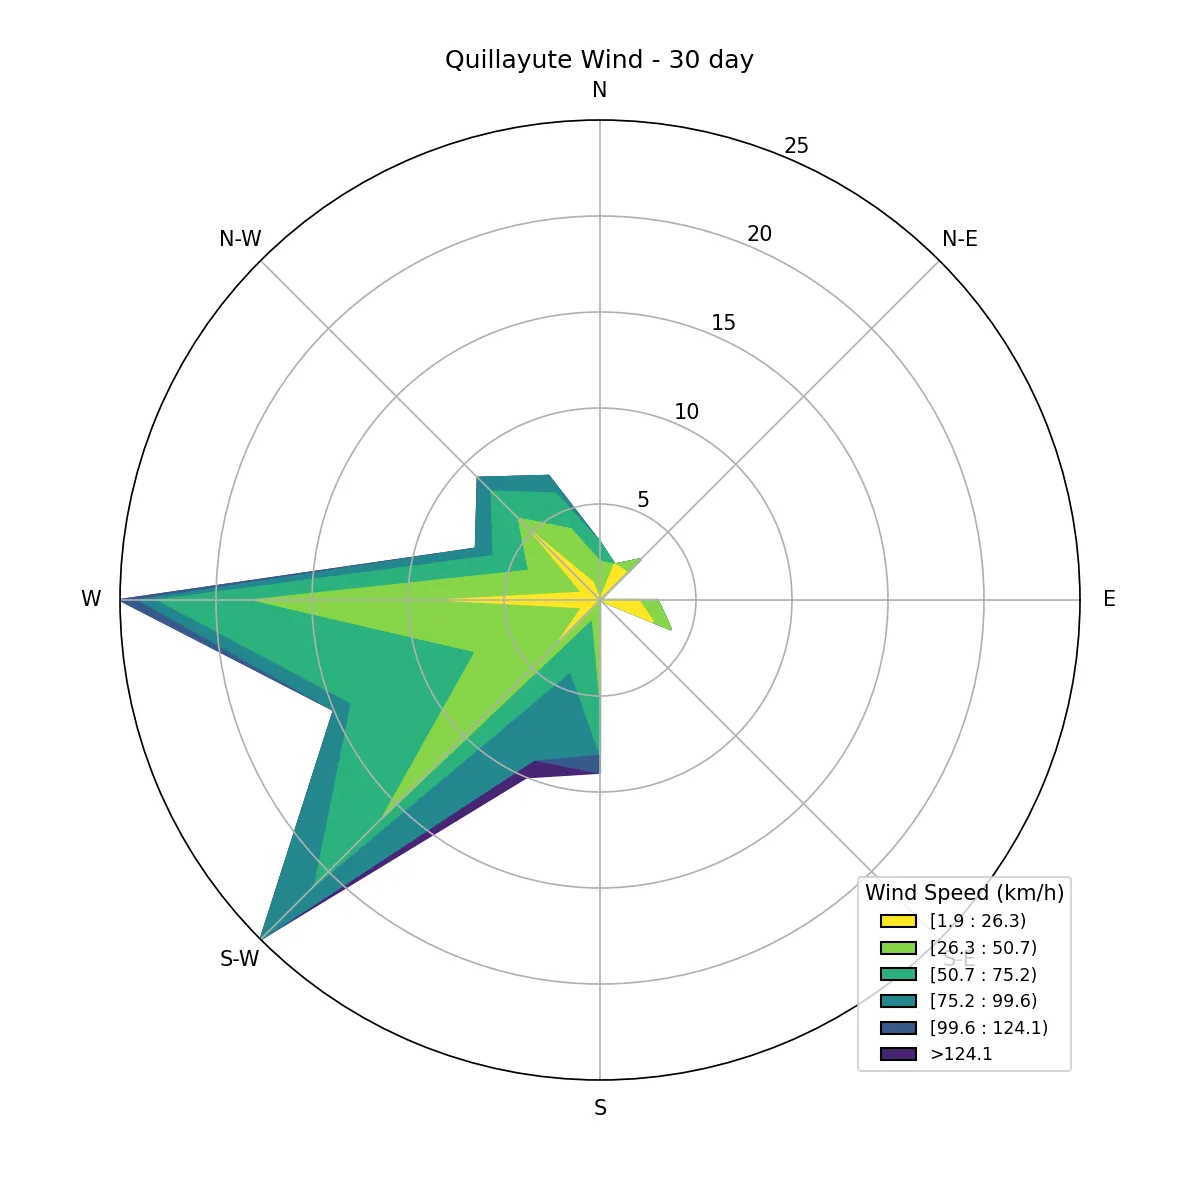 Quillayute Wind - 30 day
N
25
N-W
20
N-E
15
10
5
W
E
S-W
S-E
S
Wind Speed (km/h)
[1.9 : 26.3)
[26.3 : 50.7)
[50.7 : 75.2)
[75.2 : 99.6)
[99.6 : 124.1)
>124.1